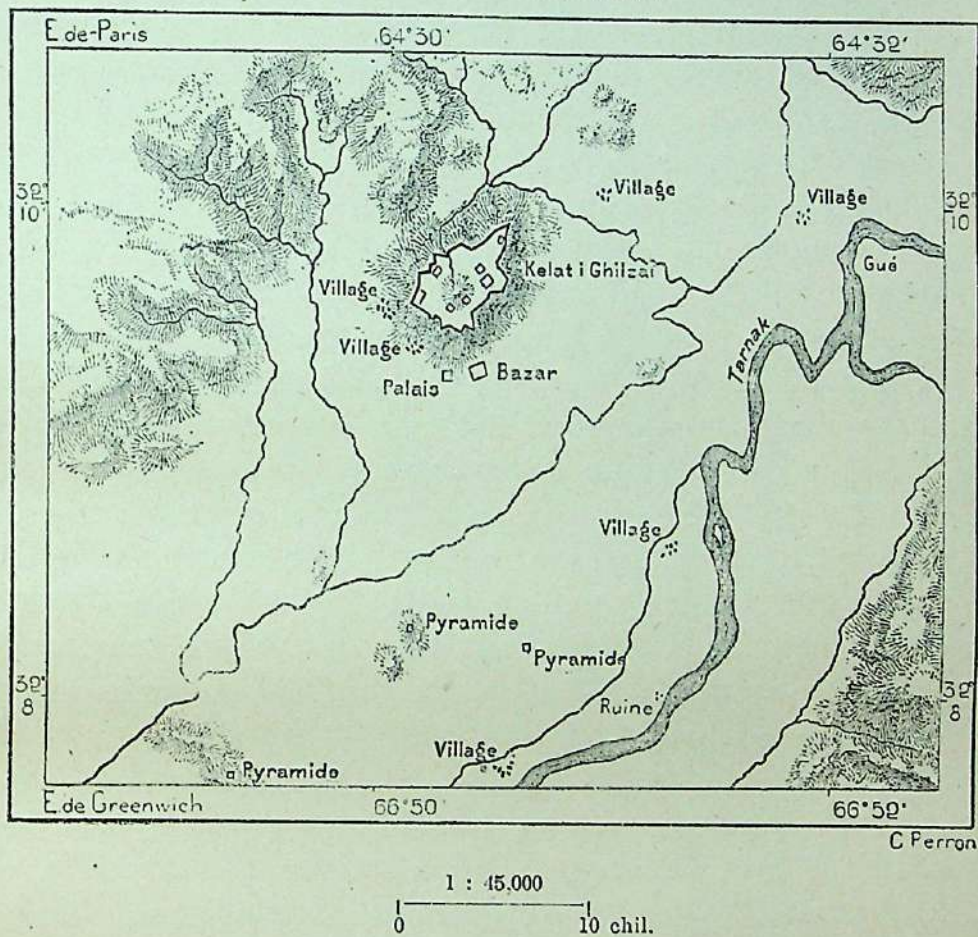 E de-Paris 64°30' 64°32'
32° 10' Village Village 32° 10'
Gué
Kelat i Ghilzaï
Village
Tarnak
Village
Palais Bazar
Village
Pyramide
Pyramide
32° 8 Ruine 32° 8
Village
Pyramide
E. de Greenwich 66°50' 66°52'
C Perron
1 : 45.000
0 10 chil.